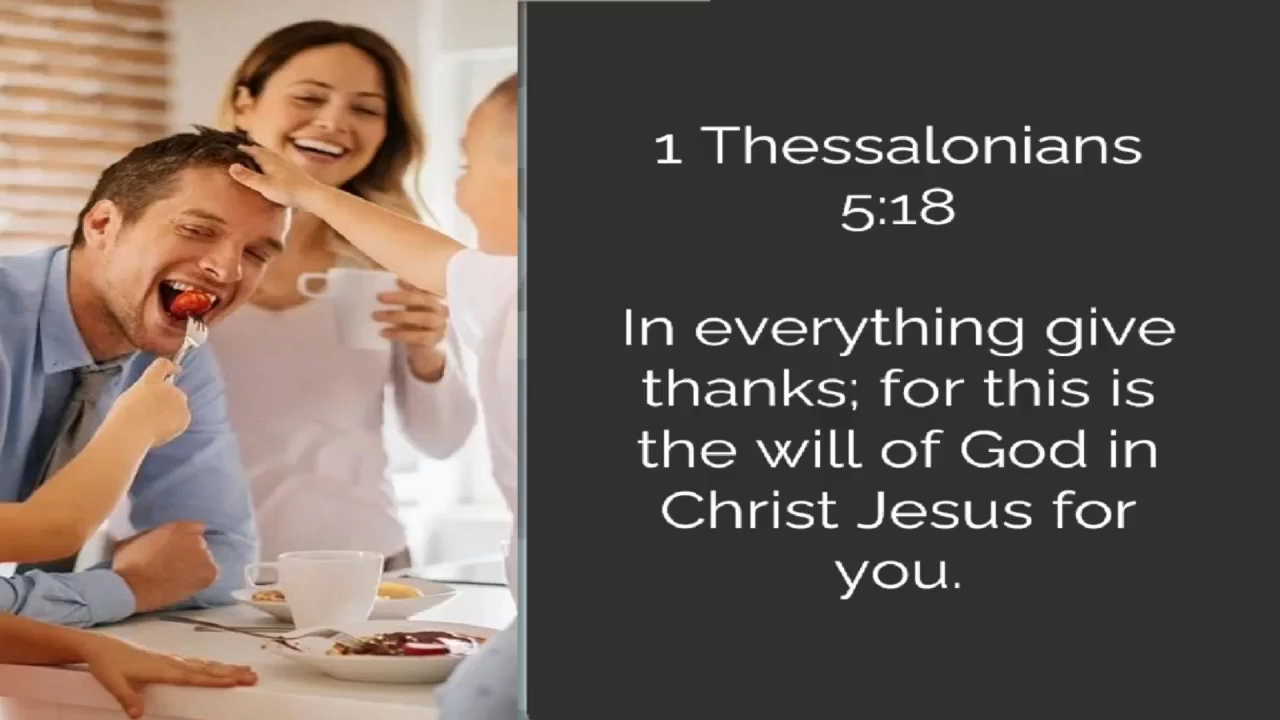 1 Thessalonians
5:18
In everything give
thanks; for this is
the will of God in
Christ Jesus for
you.